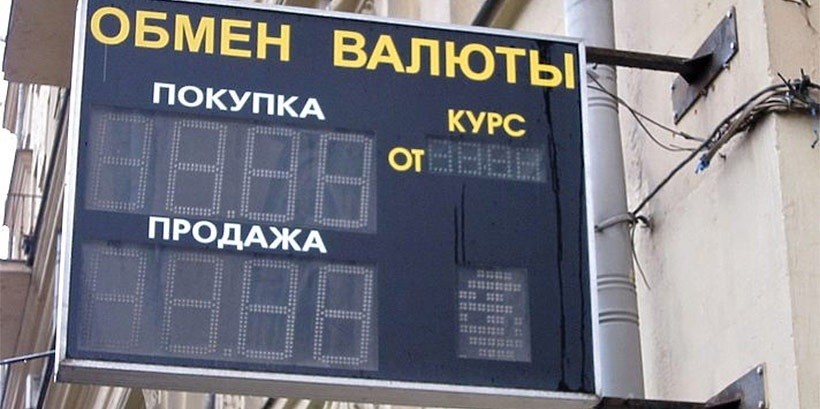 ОБМЕН ВАЛЮТЫ
ПОКУПКА
КУРС
ОТ
ПРОДАЖА